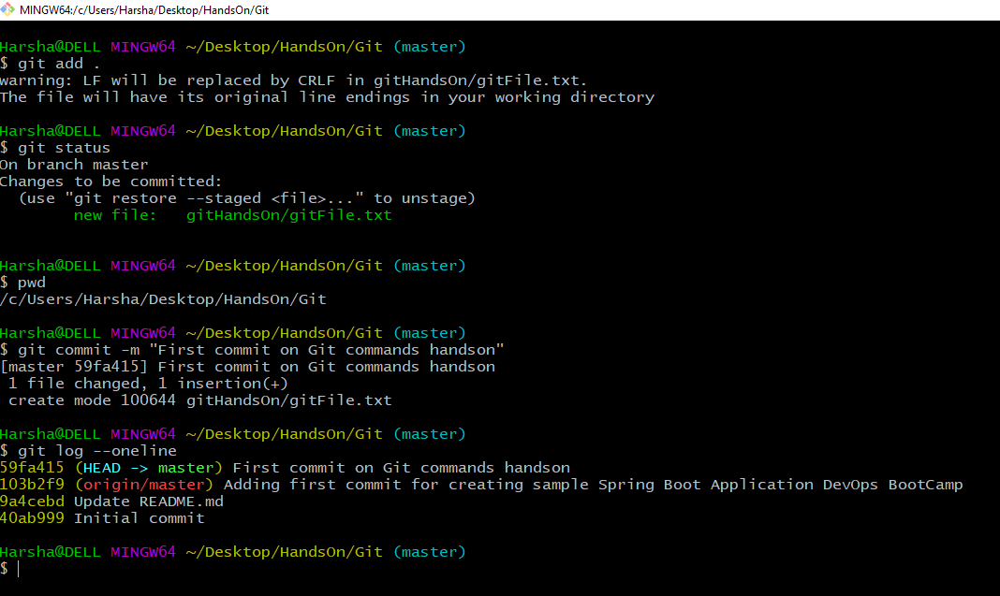 MINGW64:/c/Users/Harsha/Desktop/HandsOn/Git
Harsha@DELL MINGW64 ~/Desktop/HandsOn/Git (master)
$ git add .
warning: LF will be replaced by CRLF in gitHandsOn/gitFile.txt.
The file will have its original line endings in your working directory
Harsha@DELL MINGW64 ~/Desktop/HandsOn/Git (master)
$ git status
On branch master
Changes to be committed:
  (use "git restore --staged <file>..." to unstage)
        new file:   gitHandsOn/gitFile.txt
Harsha@DELL MINGW64 ~/Desktop/HandsOn/Git (master)
$ pwd
/c/Users/Harsha/Desktop/HandsOn/Git
Harsha@DELL MINGW64 ~/Desktop/HandsOn/Git (master)
$ git commit -m "First commit on Git commands handson"
[master 59fa415] First commit on Git commands handson
 1 file changed, 1 insertion(+)
 create mode 100644 gitHandsOn/gitFile.txt
Harsha@DELL MINGW64 ~/Desktop/HandsOn/Git (master)
$ git log --oneline
59fa415 (HEAD -> master) First commit on Git commands handson
103b2f9 (origin/master) Adding first commit for creating sample Spring Boot Application DevOps BootCamp
9a4cebd Update README.md
40ab999 Initial commit
Harsha@DELL MINGW64 ~/Desktop/HandsOn/Git (master)
$